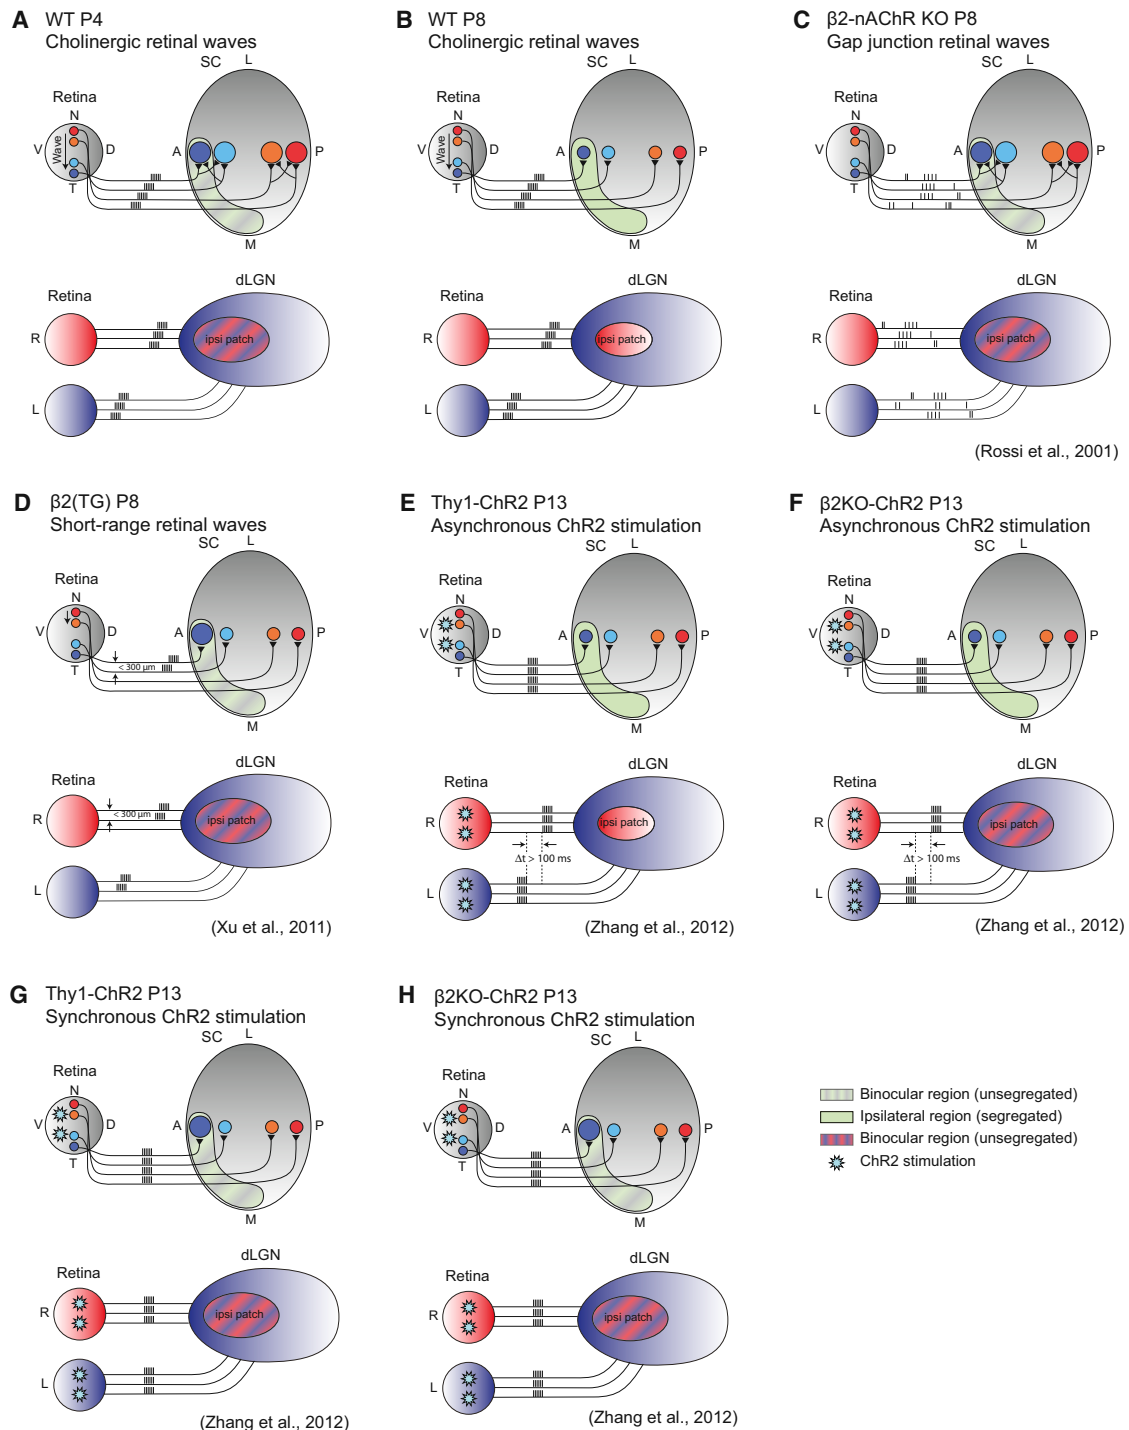 A WT P4
Cholinergic retinal waves
SC L
Retina
N
V Wave D A P
T
M
dLGN
Retina
R ipsi patch
L
B WT P8
Cholinergic retinal waves
SC L
Retina
N
V Wave D A P
T
M
dLGN
Retina
R ipsi patch
L
C β2-nAChR KO P8
Gap junction retinal waves
SC L
Retina
N
V D A P
T
M
dLGN
Retina
R ipsi patch
L
(Rossi et al., 2001)
D β2(TG) P8
Short-range retinal waves
SC L
Retina
N
V D A P
< 300 µm
T
M
dLGN
Retina
R < 300 µm ipsi patch
L
(Xu et al., 2011)
E Thy1-ChR2 P13
Asynchronous ChR2 stimulation
SC L
Retina
N
V D A P
T
M
dLGN
Retina
R ipsi patch
Δt > 100 ms
L
(Zhang et al., 2012)
F β2KO-ChR2 P13
Asynchronous ChR2 stimulation
SC L
Retina
N
V D A P
T
M
dLGN
Retina
R ipsi patch
Δt > 100 ms
L
(Zhang et al., 2012)
G Thy1-ChR2 P13
Synchronous ChR2 stimulation
SC L
Retina
N
V D A P
T
M
dLGN
Retina
R ipsi patch
L
(Zhang et al., 2012)
H β2KO-ChR2 P13
Synchronous ChR2 stimulation
SC L
Retina
N
V D A P
T
M
dLGN
Retina
R ipsi patch
L
(Zhang et al., 2012)
Binocular region (unsegregated)
Ipsilateral region (segregated)
Binocular region (unsegregated)
ChR2 stimulation